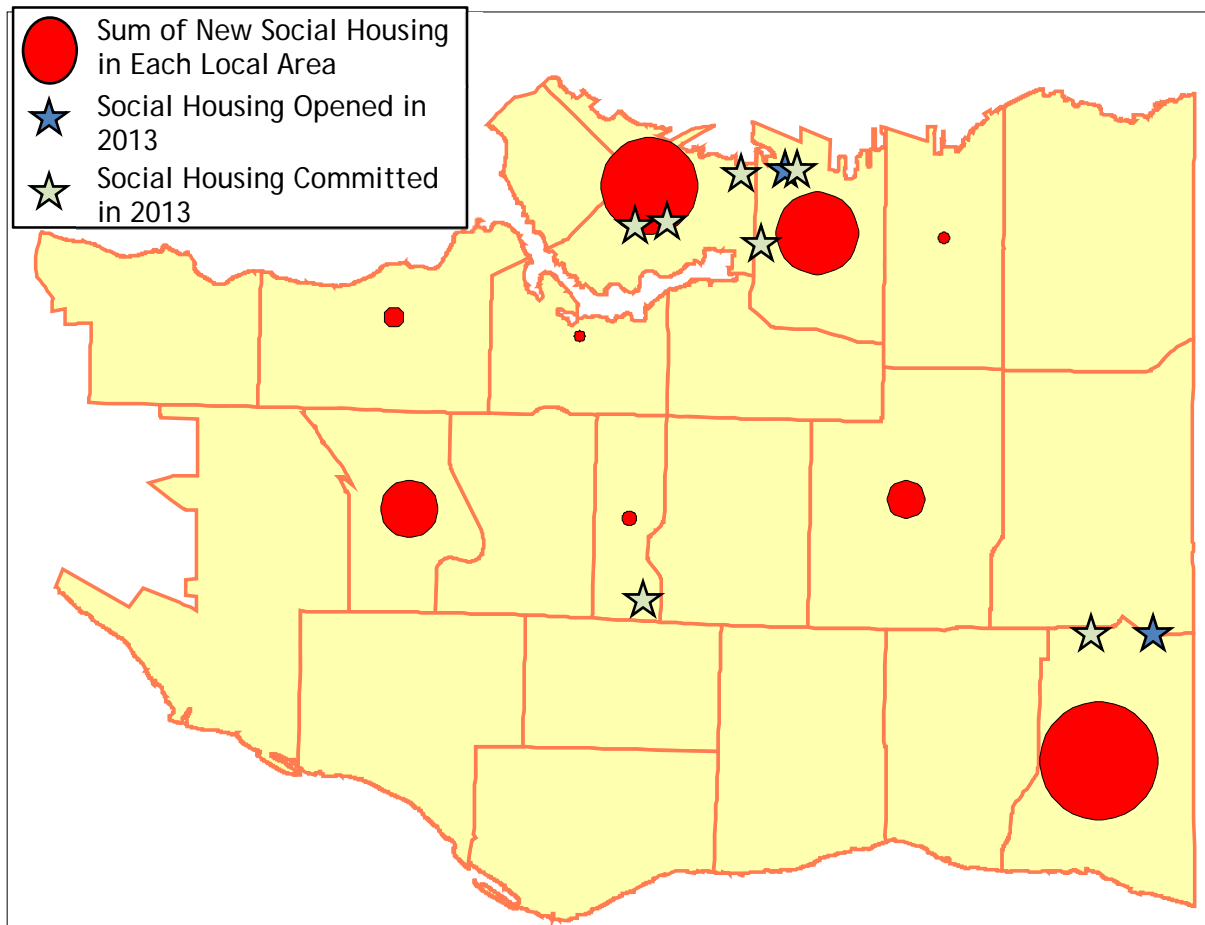 Sum of New Social Housing
in Each Local Area
Social Housing Opened in
2013
Social Housing Committed
in 2013